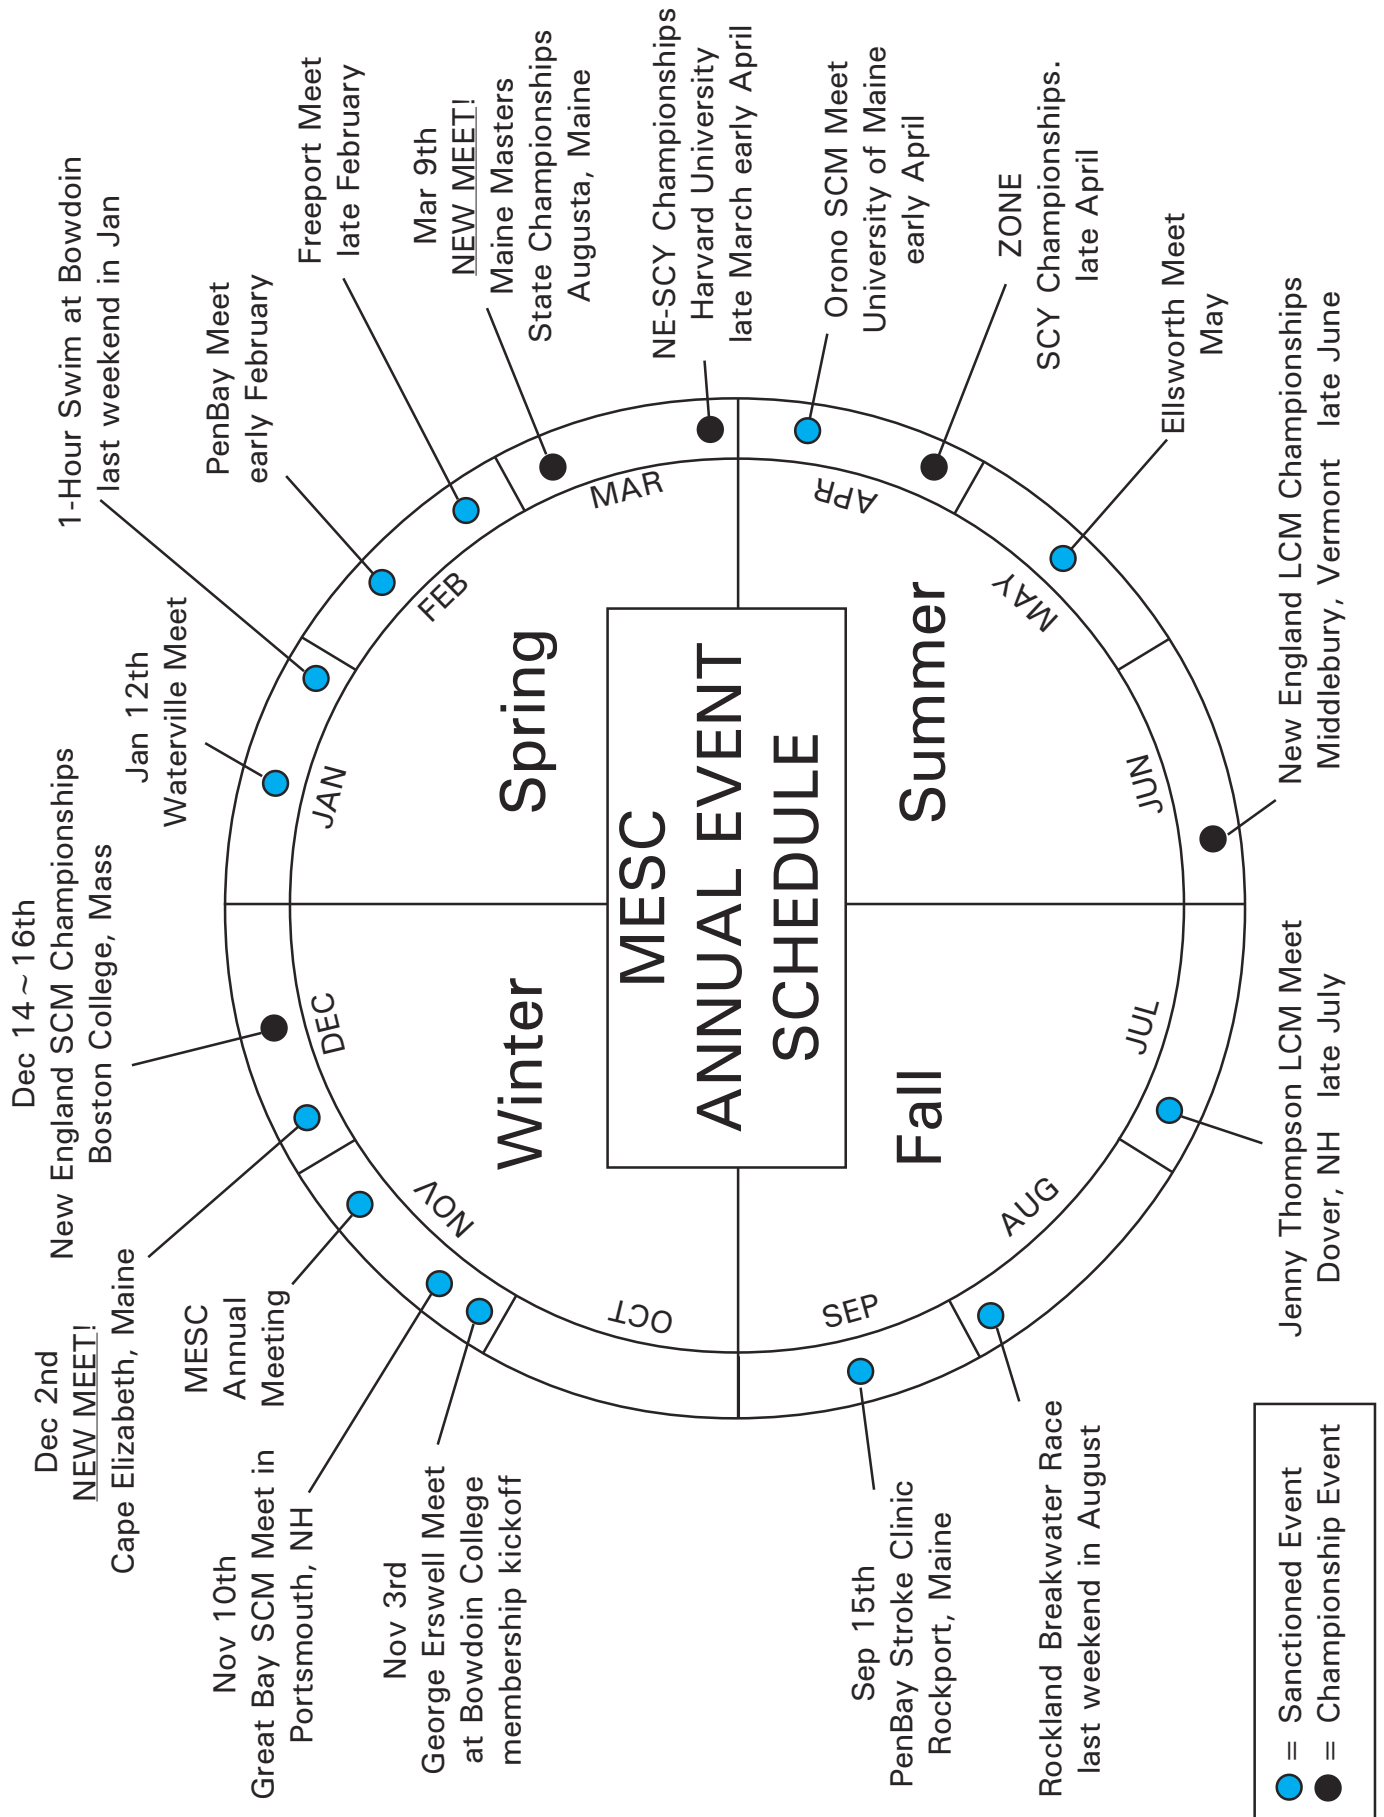 MESC
ANNUAL EVENT
SCHEDULE
Winter
Spring
Summer
Fall
JAN
FEB
MAR
APR
MAY
JUN
JUL
AUG
SEP
OCT
NOV
DEC
Jan 12th
Waterville Meet
1-Hour Swim at Bowdoin
last weekend in Jan
PenBay Meet
early February
Freeport Meet
late February
Mar 9th
NEW MEET!
Maine Masters
State Championships
Augusta, Maine
NE-SCY Championships
Harvard University
late March early April
Orono SCM Meet
University of Maine
early April
ZONE
SCY Championships.
late April
Ellsworth Meet
May
New England LCM Championships
Middlebury, Vermont late June
Jenny Thompson LCM Meet
Dover, NH late July
Rockland Breakwater Race
last weekend in August
Sep 15th
PenBay Stroke Clinic
Rockport, Maine
Nov 3rd
George Erswell Meet
at Bowdoin College
membership kickoff
Nov 10th
Great Bay SCM Meet in
Portsmouth, NH
MESC
Annual
Meeting
Dec 2nd
NEW MEET!
Cape Elizabeth, Maine
Dec 14~16th
New England SCM Championships
Boston College, Mass
= Sanctioned Event
= Championship Event